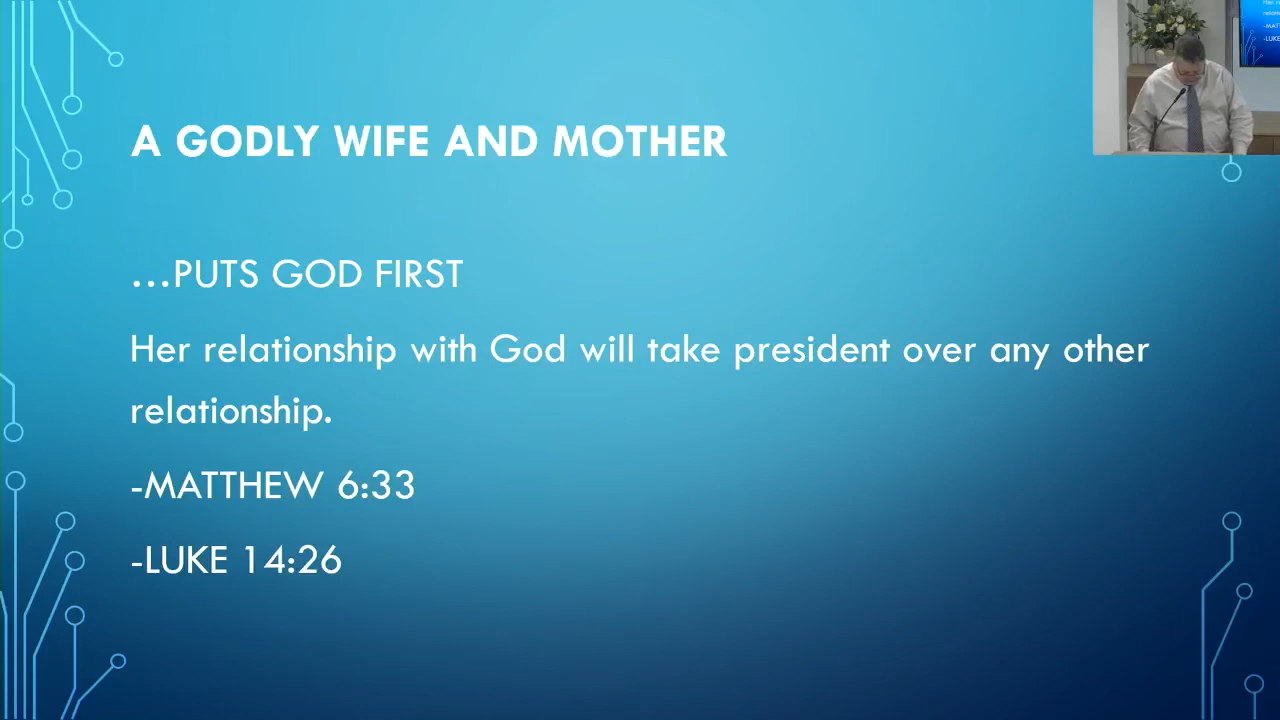 A GODLY WIFE AND MOTHER
...PUTS GOD FIRST
Her relationship with God will take president over any other
relationship.
-MATTHEW 6:33
-LUKE 14:26